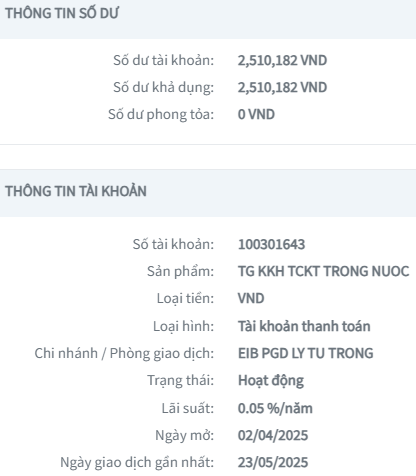 THÔNG TIN SỐ DƯ
Số dư tài khoản: 2,510,182 VND
Số dư khả dụng: 2,510,182 VND
Số dư phong tỏa: 0 VND
THÔNG TIN TÀI KHOẢN
Số tài khoản: 100301643
Sản phẩm: TG KKH TCKT TRONG NUOC
Loại tiền: VND
Loại hình: Tài khoản thanh toán
Chi nhánh / Phòng giao dịch: EIB PGD LY TU TRONG
Trạng thái: Hoạt động
Lãi suất: 0.05 %/năm
Ngày mở: 02/04/2025
Ngày giao dịch gần nhất: 23/05/2025